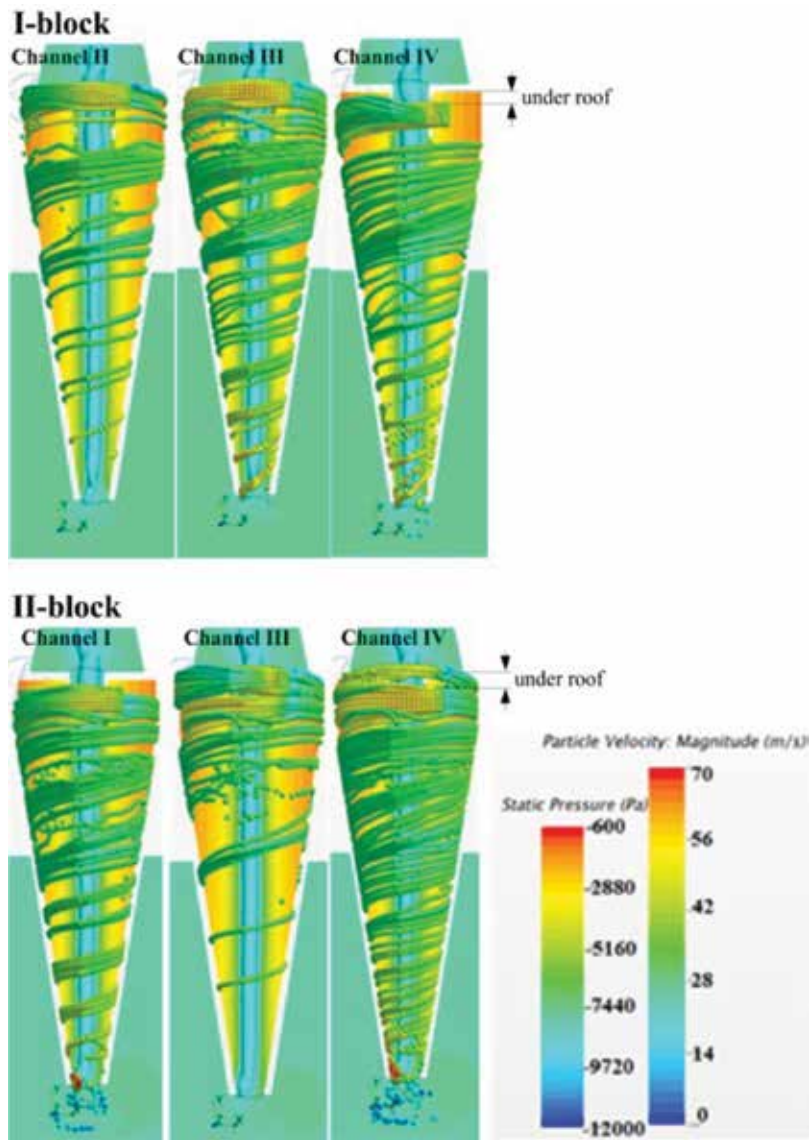 I-block
Channel II
Channel III
Channel IV
under roof
II-block
Channel I
Channel III
Channel IV
under roof
Particle Velocity: Magnitude (m/s)
Static Pressure (Pa)
70
56
42
28
14
0
-600
-2880
-5160
-7440
-9720
-12000